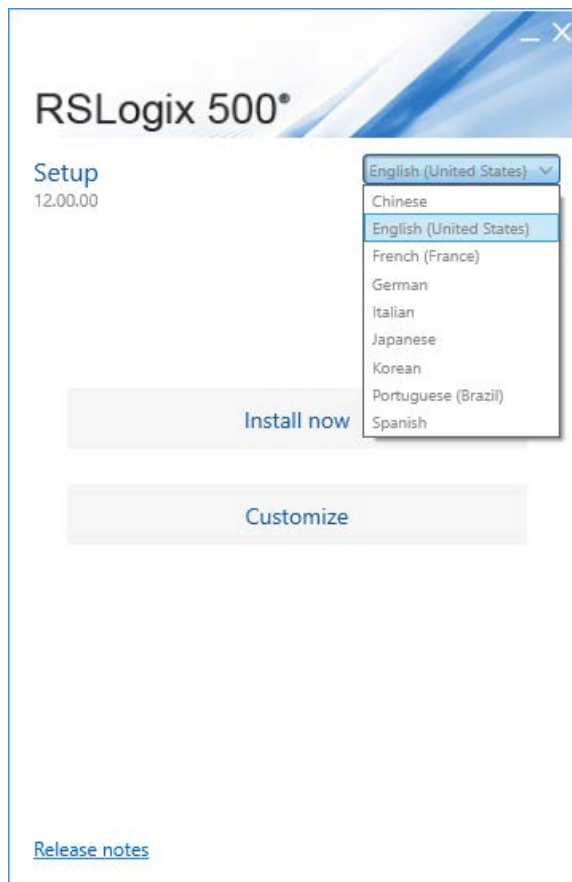 RSLogix 500®
Setup
English (United States)
12.00.00
Chinese
English (United States)
French (France)
German
Italian
Japanese
Korean
Portuguese (Brazil)
Spanish
Install now
Customize
Release notes